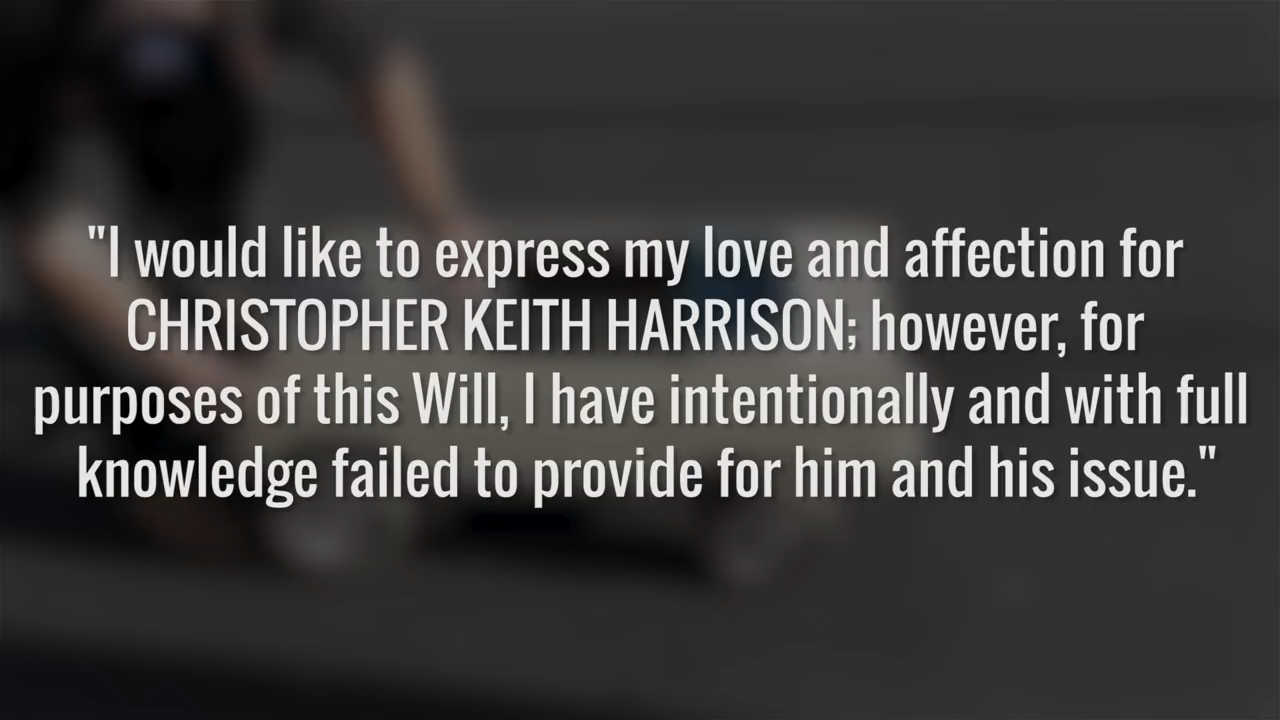 "I would like to express my love and affection for
CHRISTOPHER KEITH HARRISON; however, for
purposes of this Will, I have intentionally and with full
knowledge failed to provide for him and his issue."